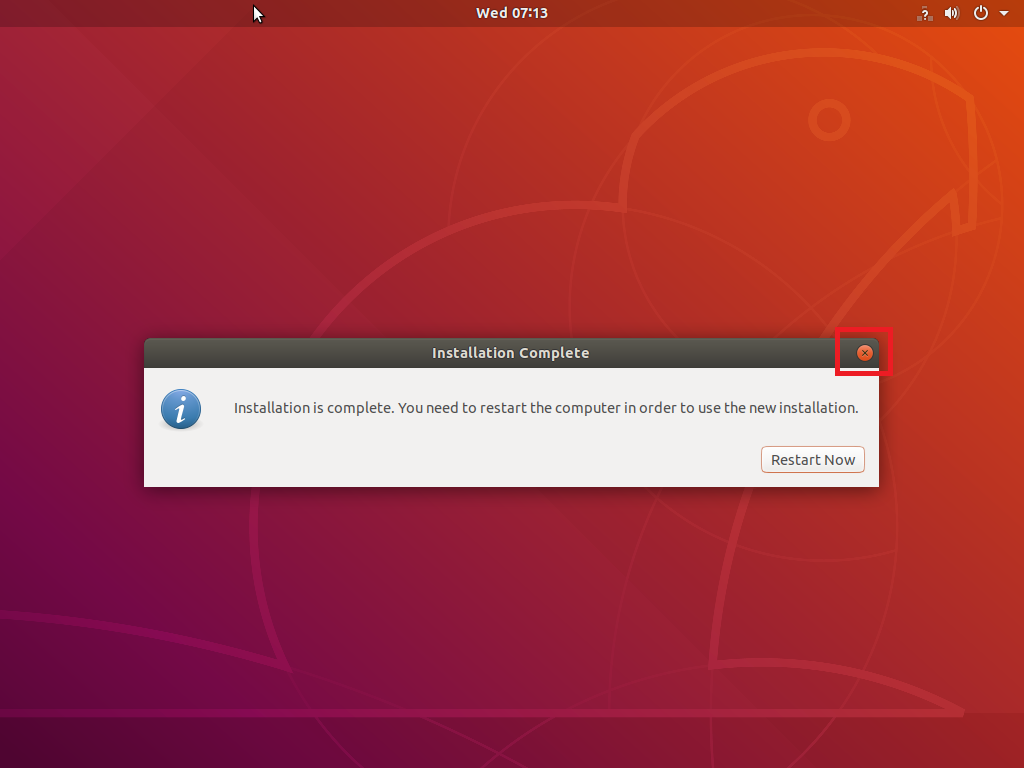 Wed 07:13
Installation Complete
Installation is complete. You need to restart the computer in order to use the new installation.
Restart Now